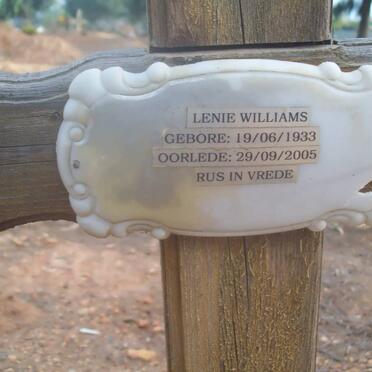 LENIE WILLIAMS
GEBORE: 19/06/1933
OORLEDE: 29/09/2005
RUS IN VREDE